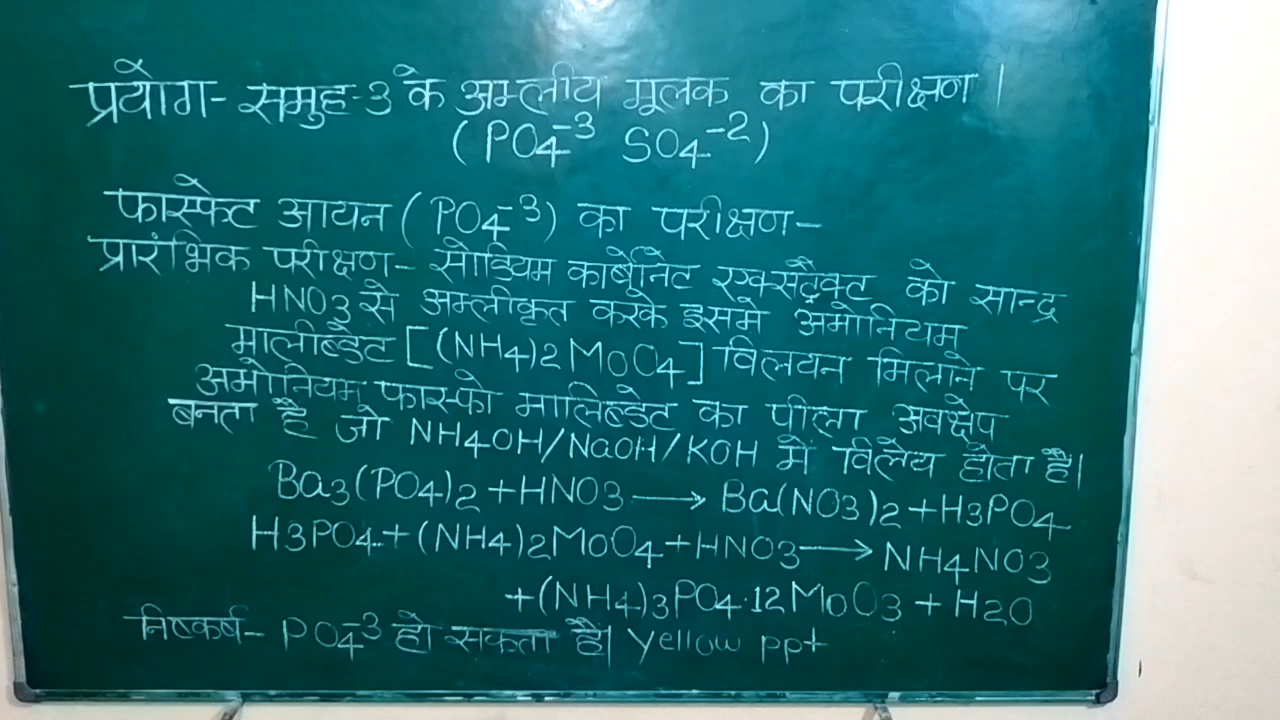 प्रयोग- समुह-3 के अम्लीय मूलक का परीक्षण |
(PO4-3 SO4-2)
फास्फेट आयन (PO4-3) का परीक्षण-
प्रारंभिक परीक्षण- सोडियम कार्बोनेट एक्सट्रेक्ट को सान्द्र
HNO3 से अम्लीकृत करके इसमे अमोनियम
मालीब्डेट [(NH4)2MoO4] विलयन मिलाने पर
अमोनियम फास्फो मालिब्डेट का पीला अवक्षेप
बनता है जो NH4OH/NaOH/KOH में विलेय होता है|
Ba3(PO4)2+HNO3⟶Ba(NO3)2+H3PO4
H3PO4+(NH4)2MoO4+HNO3⟶NH4NO3
+(NH4)3PO4·12MoO3+H2O
निष्कर्ष- PO4-3 हो सकता है| Yellow ppt